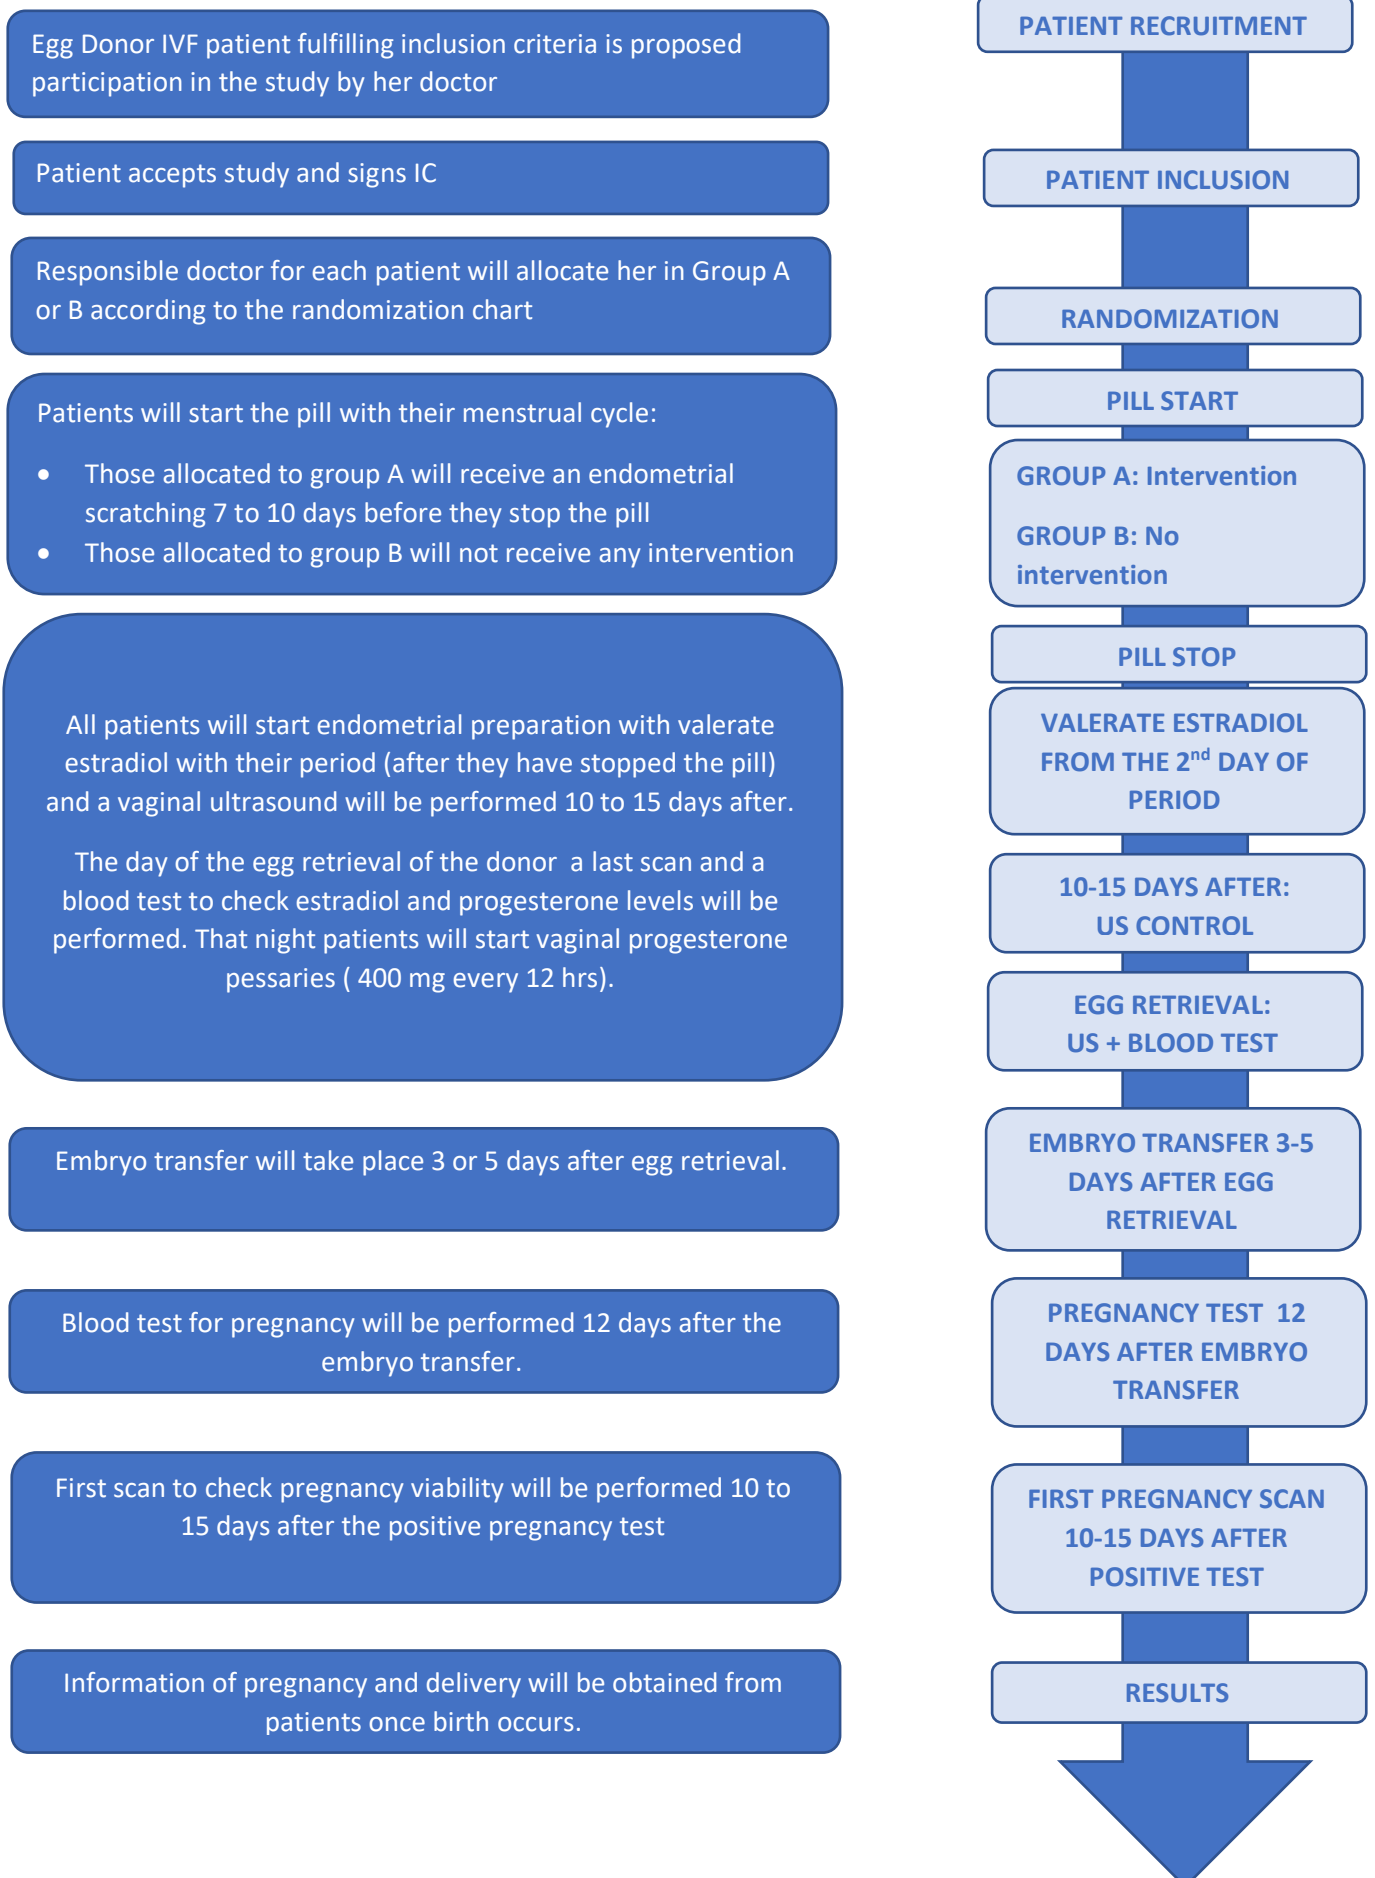 Egg Donor IVF patient fulfilling inclusion criteria is proposed
participation in the study by her doctor
PATIENT RECRUITMENT
Patient accepts study and signs IC
PATIENT INCLUSION
Responsible doctor for each patient will allocate her in Group A
or B according to the randomization chart
RANDOMIZATION
Patients will start the pill with their menstrual cycle:
• Those allocated to group A will receive an endometrial
scratching 7 to 10 days before they stop the pill
• Those allocated to group B will not receive any intervention
PILL START
GROUP A: Intervention
GROUP B: No
intervention
PILL STOP
All patients will start endometrial preparation with valerate
estradiol with their period (after they have stopped the pill)
and a vaginal ultrasound will be performed 10 to 15 days after.
The day of the egg retrieval of the donor  a last scan and a
blood test to check estradiol and progesterone levels will be
performed. That night patients will start vaginal progesterone
pessaries ( 400 mg every 12 hrs).
VALERATE ESTRADIOL
FROM THE 2nd DAY OF
PERIOD
10-15 DAYS AFTER:
US CONTROL
EGG RETRIEVAL:
US + BLOOD TEST
Embryo transfer will take place 3 or 5 days after egg retrieval.
EMBRYO TRANSFER 3-5
DAYS AFTER EGG
RETRIEVAL
Blood test for pregnancy will be performed 12 days after the
embryo transfer.
PREGNANCY TEST  12
DAYS AFTER EMBRYO
TRANSFER
First scan to check pregnancy viability will be performed 10 to
15 days after the positive pregnancy test
FIRST PREGNANCY SCAN
10-15 DAYS AFTER
POSITIVE TEST
Information of pregnancy and delivery will be obtained from
patients once birth occurs.
RESULTS